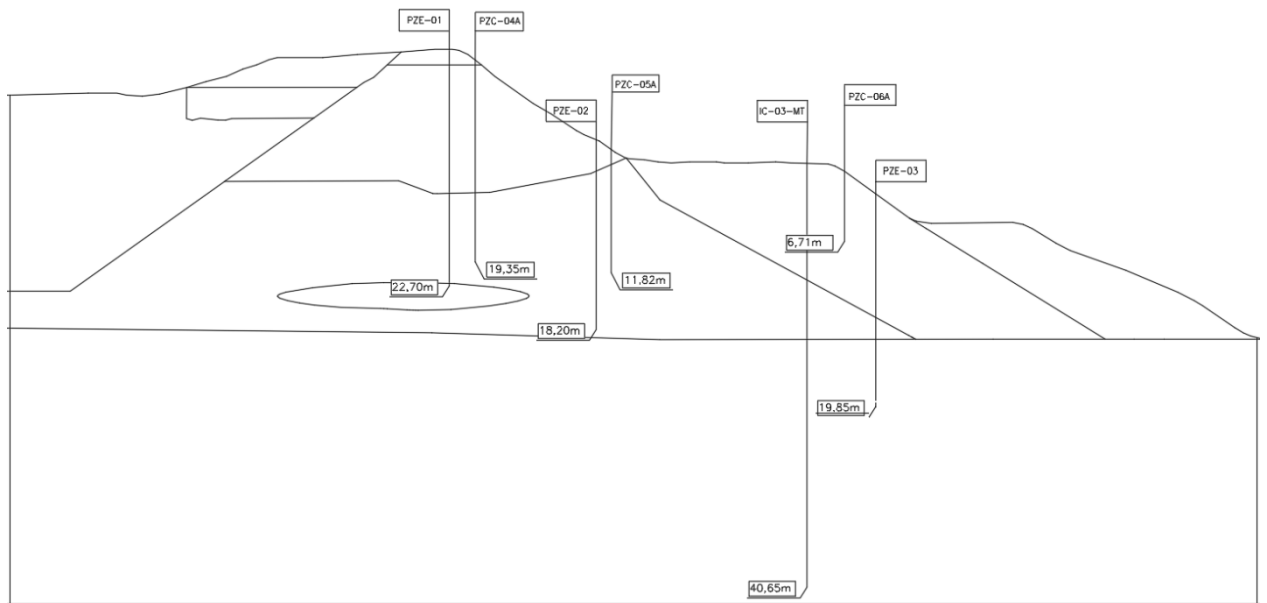 PZE-01
PZC-04A
PZC-05A
PZE-02
IC-03-MT
PZC-06A
PZE-03
6,71m
19,35m
22,70m
11,82m
18,20m
19,85m
40,65m